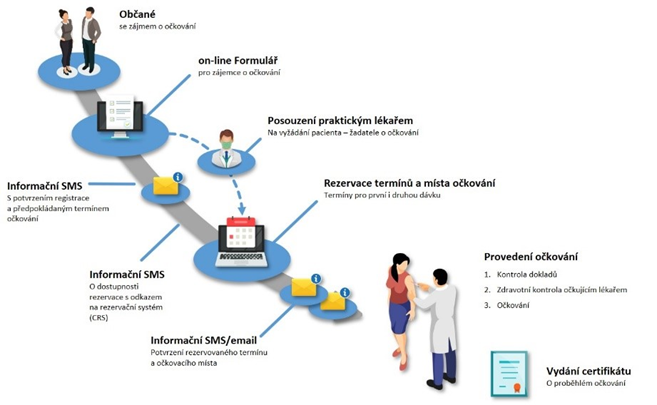 Občané
se zájmem o očkování
on-line Formulář
pro zájemce o očkování
Posouzení praktickým lékařem
Na vyžádání pacienta – žadatele o očkování
Informační SMS
S potvrzením registrace
a předpokládaným termínem
očkování
Rezervace termínů a místa očkování
Termíny pro první i druhou dávku
Informační SMS
O dostupnosti
rezervace s odkazem
na rezervační systém
(CRS)
Provedení očkování
1. Kontrola dokladů
2. Zdravotní kontrola očkujícím lékařem
3. Očkování
Informační SMS/email
Potvrzení rezervovaného termínu
a očkovacího místa
Vydání certifikátu
O proběhlém očkování